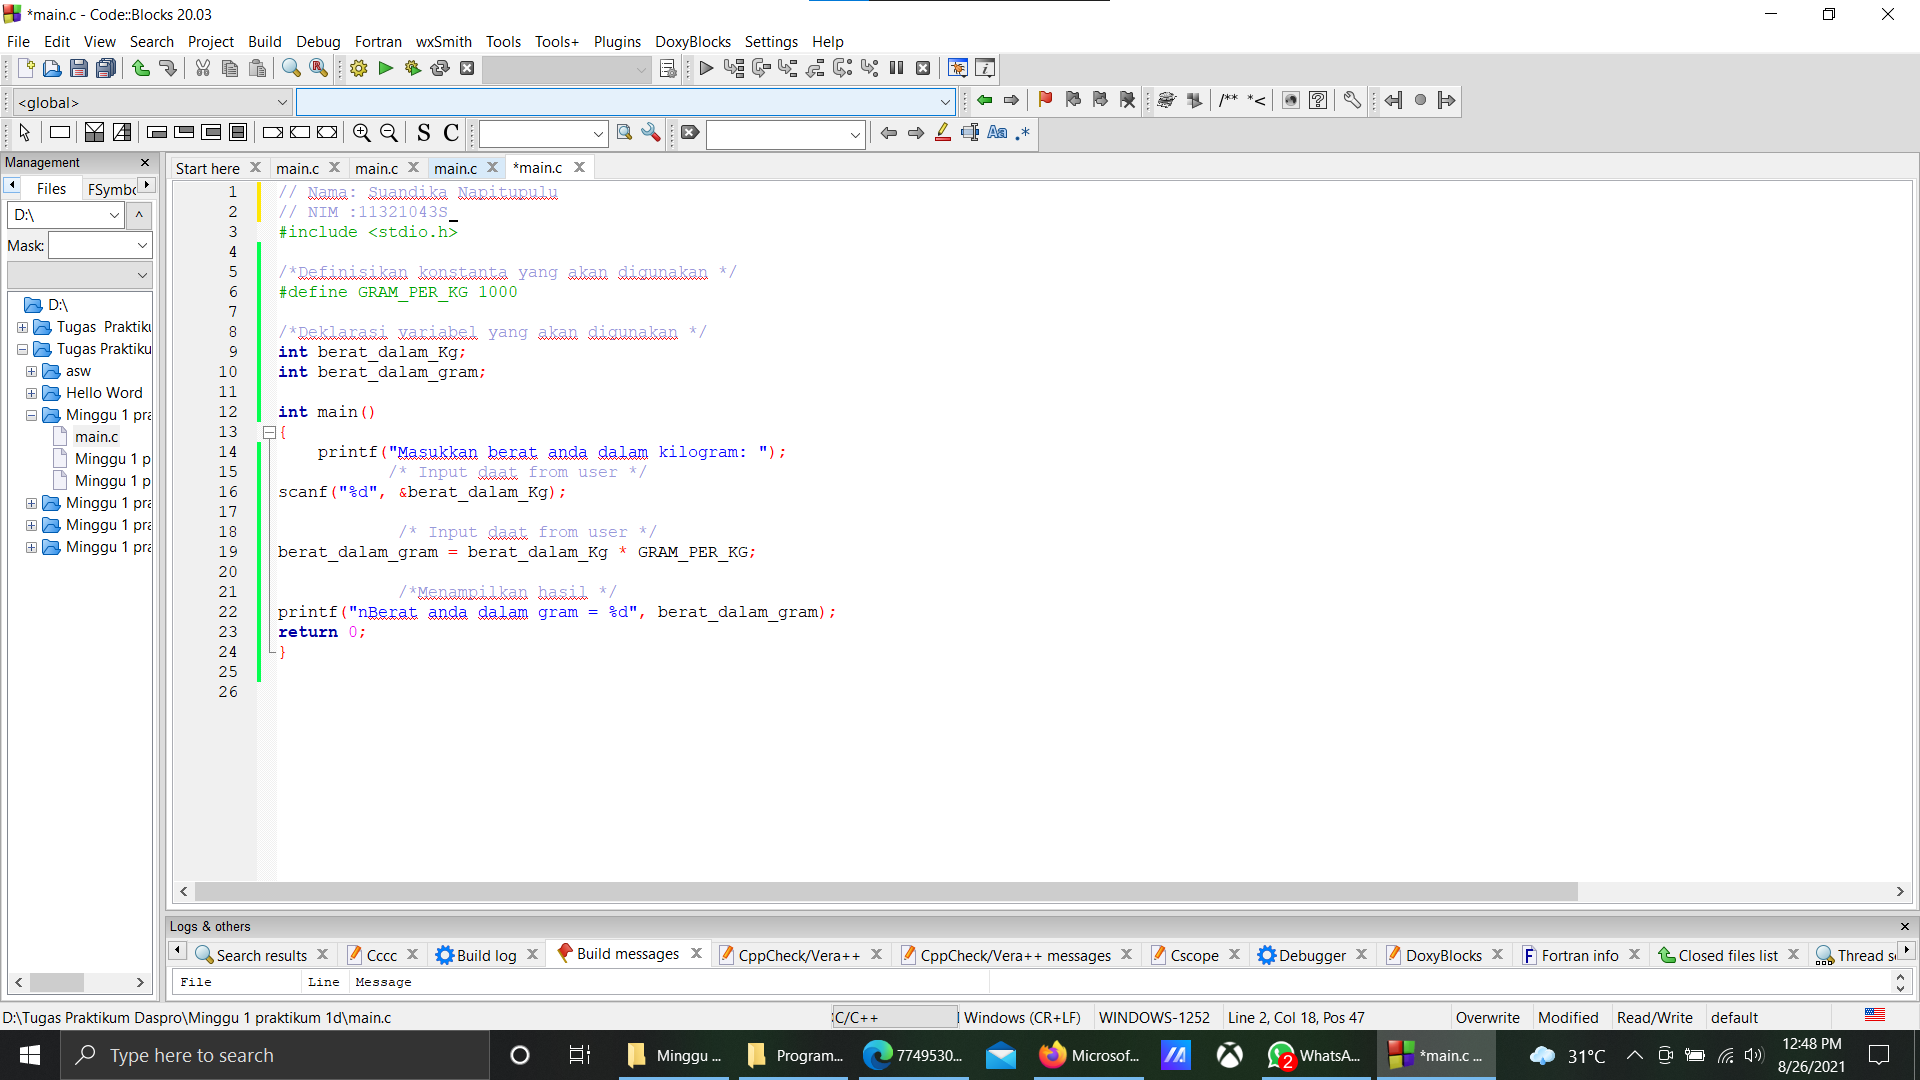 *main.c - Code::Blocks 20.03
File Edit View Search Project Build Debug Fortran wxSmith Tools Tools+ Plugins DoxyBlocks Settings Help
<global>
/** *<
S C
Aa .*
Management
Files FSymbo
D:\
^
Mask:
D:\
Tugas Praktiku
Tugas Praktiku
asw
Hello Word
Minggu 1 pra
main.c
Minggu 1 p
Minggu 1 p
Minggu 1 pra
Minggu 1 pra
Minggu 1 pra
Start here main.c main.c main.c *main.c
1 // Nama: Suandika Napitupulu
2 // NIM :11321043S
3 #include <stdio.h>
4
5 /*Definisikan konstanta yang akan digunakan */
6 #define GRAM_PER_KG 1000
7
8 /*Deklarasi variabel yang akan digunakan */
9 int berat_dalam_Kg;
10 int berat_dalam_gram;
11
12 int main()
13 {
14 printf("Masukkan berat anda dalam kilogram: ");
15 /* Input daat from user */
16 scanf("%d", &berat_dalam_Kg);
17
18 /* Input daat from user */
19 berat_dalam_gram = berat_dalam_Kg * GRAM_PER_KG;
20
21 /*Menampilkan hasil */
22 printf("nBerat anda dalam gram = %d", berat_dalam_gram);
23 return 0;
24 }
25
26
Logs & others
Search results Cccc Build log Build messages CppCheck/Vera++ CppCheck/Vera++ messages Cscope Debugger DoxyBlocks Fortran info Closed files list Thread s
File Line Message
D:\Tugas Praktikum Daspro\Minggu 1 praktikum 1d\main.c C/C++ Windows (CR+LF) WINDOWS-1252 Line 2, Col 18, Pos 47 Overwrite Modified Read/Write default
Type here to search
Minggu ... Program... 7749530... Microsof... 2 WhatsA... *main.c ... 31°C
12:48 PM
8/26/2021